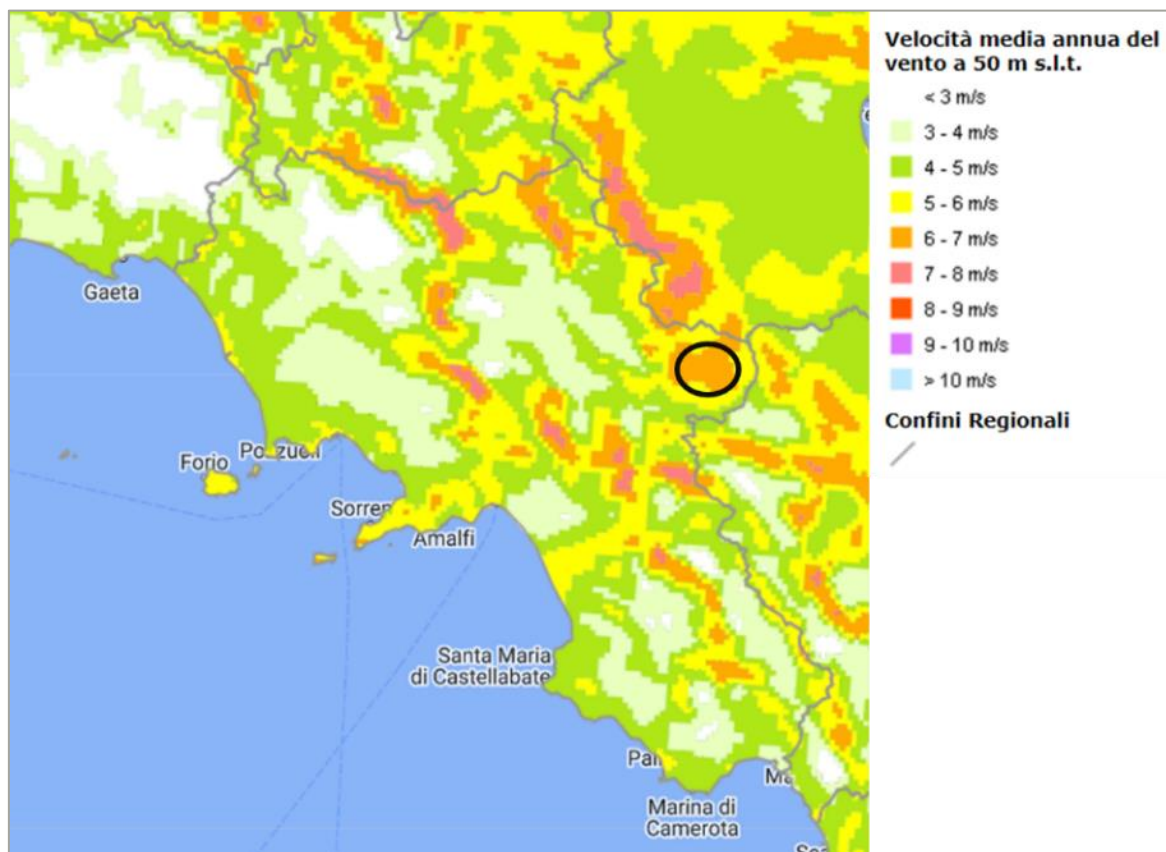 Velocità media annua del
vento a 50 m s.l.t.
< 3 m/s
3 - 4 m/s
4 - 5 m/s
5 - 6 m/s
6 - 7 m/s
7 - 8 m/s
8 - 9 m/s
9 - 10 m/s
> 10 m/s
Confini Regionali
Gaeta
Forio
Sorren
Amalfi
Santa Maria
di Castellabate
Marina di
Camerota